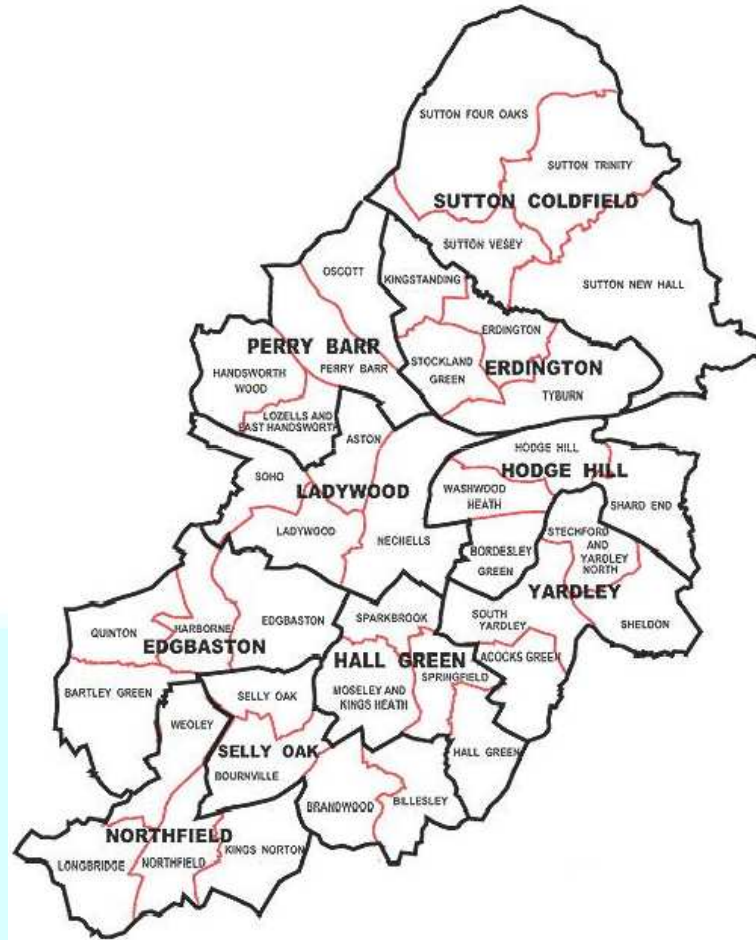 SUTTON FOUR OAKS
SUTTON TRINITY
SUTTON COLDFIELD
SUTTON VESEY
OSCOTT
KINGSTANDING
SUTTON NEW HALL
ERDINGTON
PERRY BARR
STOCKLAND
GREEN
ERDINGTON
PERRY BARR
HANDSWORTH
WOOD
TYBURN
LOZELLS AND
EAST HANDSWORTH
ASTON
HODGE HILL
HODGE HILL
SOHO
LADYWOOD
WASHWOOD
HEATH
SHARD END
LADYWOOD
NECHELLS
STECHFORD
AND
YARDLEY
NORTH
BORDESLEY
GREEN
YARDLEY
SPARKBROOK
SOUTH
YARDLEY
SHELDON
EDGBASTON
HARBORNE
QUINTON
EDGBASTON
HALL GREEN
ACOCKS GREEN
SPRINGFIELD
BARTLEY GREEN
SELLY OAK
MOSELEY AND
KINGS HEATH
WEOLEY
SELLY OAK
HALL GREEN
BOURNVILLE
BRANDWOOD
BILLESLEY
NORTHFIELD
LONGBRIDGE
NORTHFIELD
KINGS NORTON